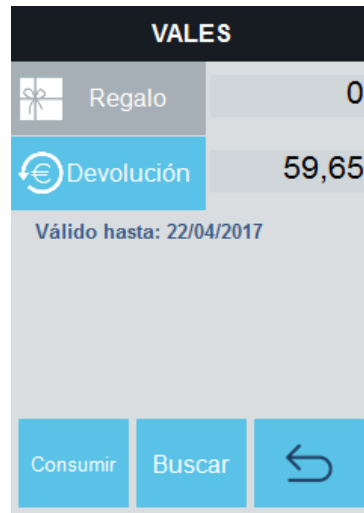 VALES
Regalo 0
€ Devolución 59,65
Válido hasta: 22/04/2017
Consumir Buscar